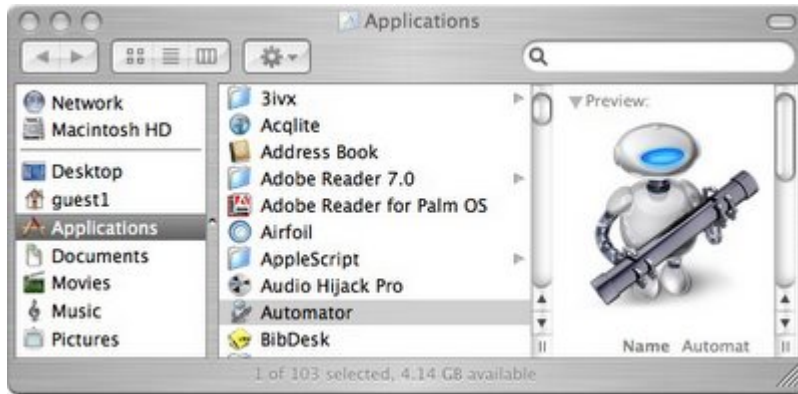 Applications
Network
Macintosh HD
Desktop
guest1
Applications
Documents
Movies
Music
Pictures
3ivx
Acqlite
Address Book
Adobe Reader 7.0
Adobe Reader for Palm OS
Airfoil
AppleScript
Audio Hijack Pro
Automator
BibDesk
Preview:
Name Automat
1 of 103 selected, 4.14 GB available